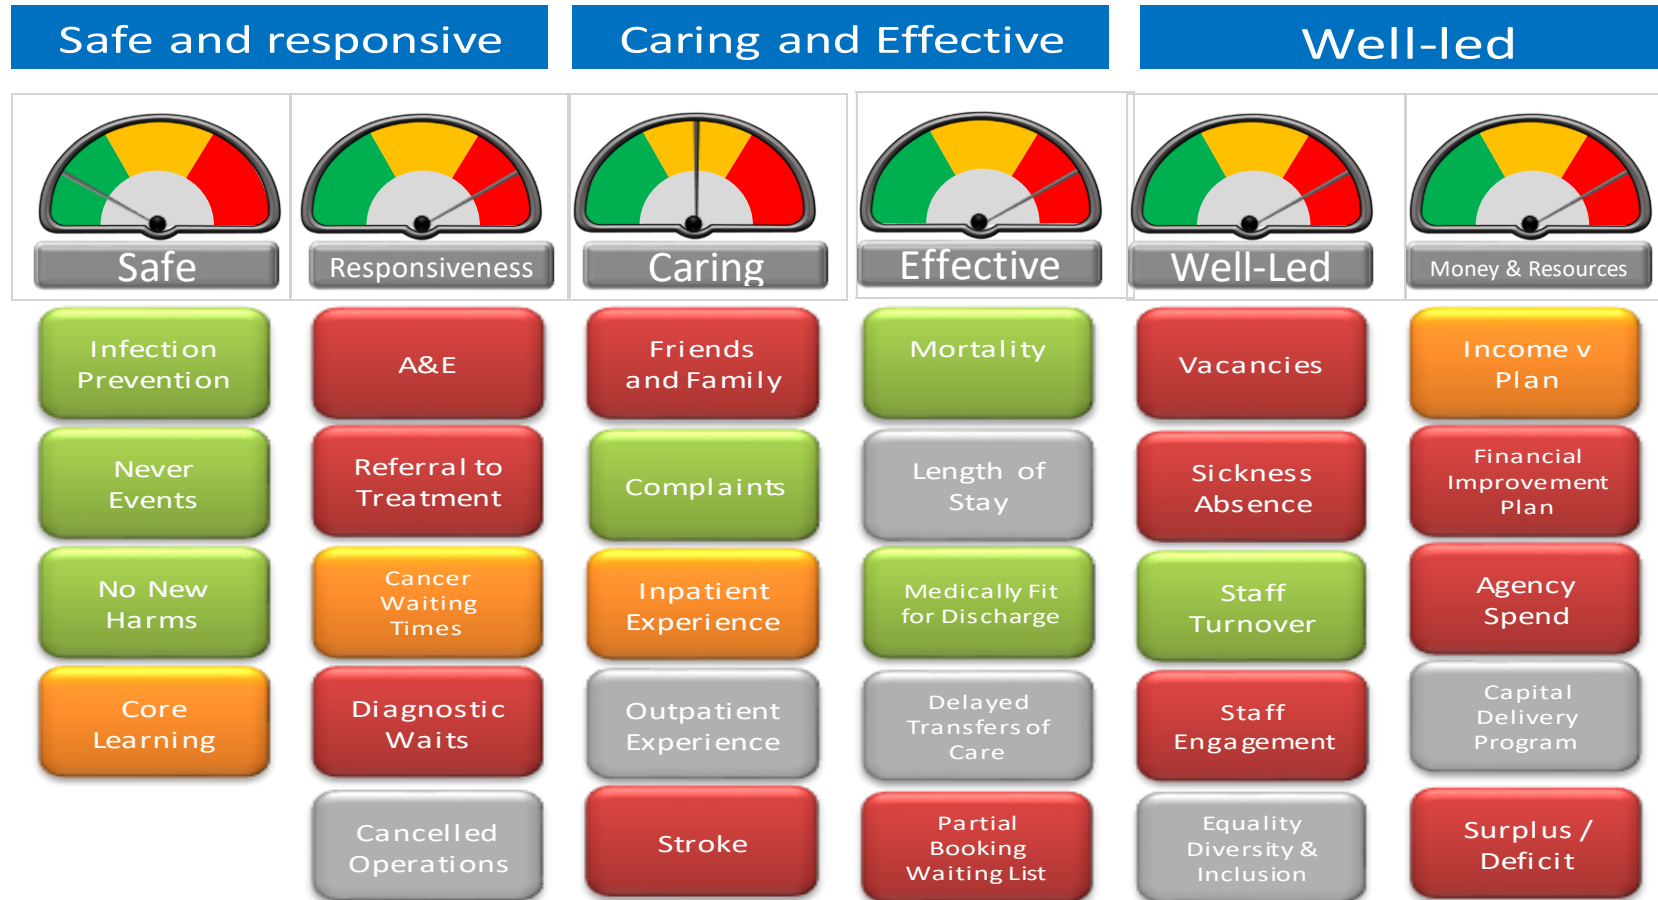 Safe and responsive
Caring and Effective
Well-led
Safe
Responsiveness
Caring
Effective
Well-Led
Money & Resources
Infection
Prevention
A&E
Friends
and Family
Mortality
Vacancies
Income v
Plan
Never
Events
Referral to
Treatment
Complaints
Length of
Stay
Sickness
Absence
Financial
Improvement
Plan
No New
Harms
Cancer
Waiting
Times
Inpatient
Experience
Medically Fit
for Discharge
Staff
Turnover
Agency
Spend
Core
Learning
Diagnostic
Waits
Outpatient
Experience
Delayed
Transfers of
Care
Staff
Engagement
Capital
Delivery
Program
Cancelled
Operations
Stroke
Partial
Booking
Waiting List
Equality
Diversity &
Inclusion
Surplus /
Deficit